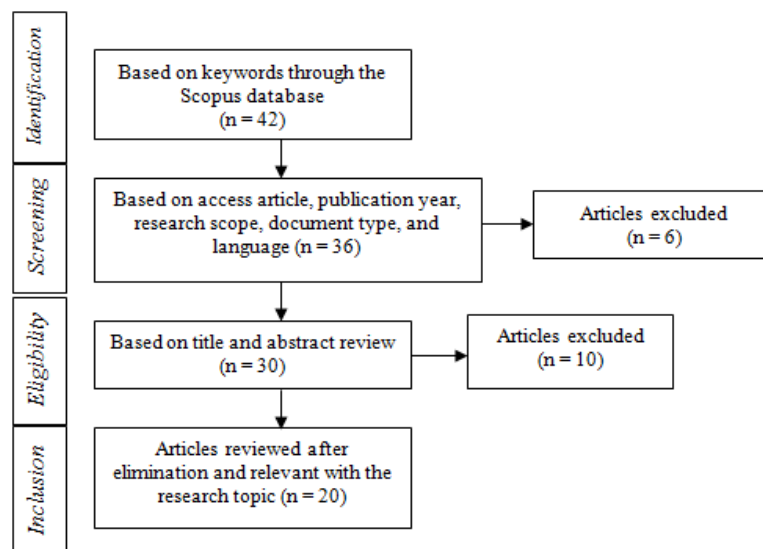 Identification
Based on keywords through the
Scopus database
(n = 42)
Screening
Based on access article, publication year,
research scope, document type, and
language (n = 36)
Articles excluded
(n = 6)
Eligibility
Based on title and abstract review
(n = 30)
Articles excluded
(n = 10)
Inclusion
Articles reviewed after
elimination and relevant with the
research topic (n = 20)